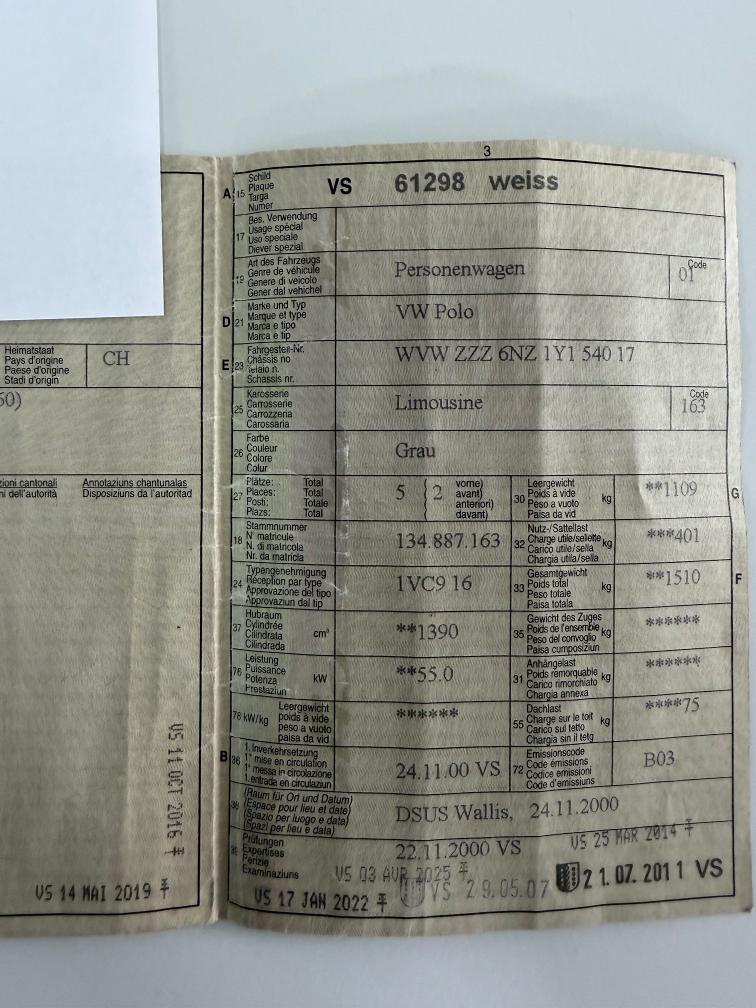 Heimatstaat
Pays d'origine
Paese d'origine
Stadi d'origin
CH
60)
zioni cantonali
ni dell'autorità
Annotaziuns chantunalas
Disposiziuns da l'autoritad
VS 11 OCT 2016
VS 14 MAI 2019
3
A 15 Schild
Plaque
Targa
Numer
VS 61298 weiss
17 Bes. Verwendung
Usage spécial
Uso speciale
Diever spezial
19 Art des Fahrzeugs
Genre de véhicule
Genere di veicolo
Gener dal vehichel
Personenwagen
Code
01
D 21 Marke und Typ
Marque et type
Marca e tipo
Marca e tip
VW Polo
E 23 Fahrgestell-Nr.
Châssis no
Telaio n.
Schassis nr.
WVW ZZZ 6NZ 1Y1 540 17
25 Karosserie
Carrosserie
Carrozzeria
Carossaria
Limousine
Code
163
26 Farbe
Couleur
Colore
Colur
Grau
27 Plätze: Total
Places: Total
Posti: Totale
Plazs: Total
5 { 2 vorne)
avant)
anteriori)
davant)
30 Leergewicht
Poids à vide
Peso a vuoto
Paisa da vid
kg
**1109
G
18 Stammnummer
N° matricule
N. di matricola
Nr. da matricla
134.887.163
32 Nutz-/Sattellast
Charge utile/sellette
Carico utile/sella
Chargia utila/sella
kg
***401
24 Typengenehmigung
Réception par type
Approvazione del tipo
Approvaziun dal tip
1VC9 16
33 Gesamtgewicht
Poids total
Peso totale
Paisa totala
kg
**1510
F
37 Hubraum
Cylindrée
Cilindrata
Cilindrada
cm³
**1390
35 Gewicht des Zuges
Poids de l'ensemble
Peso del convoglio
Paisa cumposiziun
kg
******
76 Leistung
Puissance
Potenza
Prestaziun
kW
**55.0
31 Anhängelast
Poids remorquable
Carico rimorchiato
Chargia annexa
kg
******
78 kW/kg Leergewicht
poids à vide
peso a vuoto
paisa da vid
******
55 Dachlast
Charge sur le toit
Carico sul tetto
Chargia sin il tetg
kg
****75
B 36 1. Inverkehrsetzung
1re mise en circulation
1a messa in circolazione
1. entrada en circulaziun
24.11.00 VS
72 Emissionscode
Code émissions
Codice emissioni
Code d'emissiuns
B03
38 (Raum für Ort und Datum)
(Espace pour lieu et date)
(Spazio per luogo e data)
(Spazi per lieu e data)
DSUS Wallis, 24.11.2000
39 Prüfungen
Expertises
Perizie
Examinaziuns
22.11.2000 VS
VS 25 MAR 2014
VS 03 AVR 2025
VS 29.05.07
21.07.2011 VS
VS 17 JAN 2022